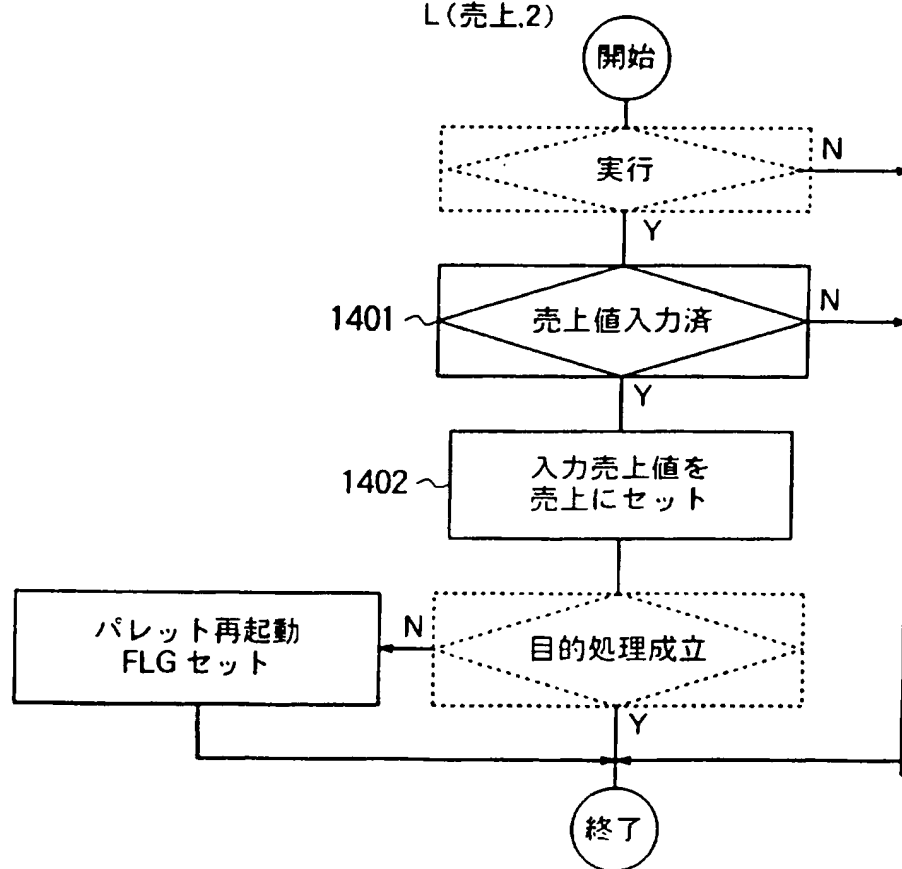 L(売上,2)
開始
実行
N
Y
1401
売上値入力済
N
Y
1402
入力売上値を
売上にセット
パレット再起動
FLG セット
N
目的処理成立
Y
終了